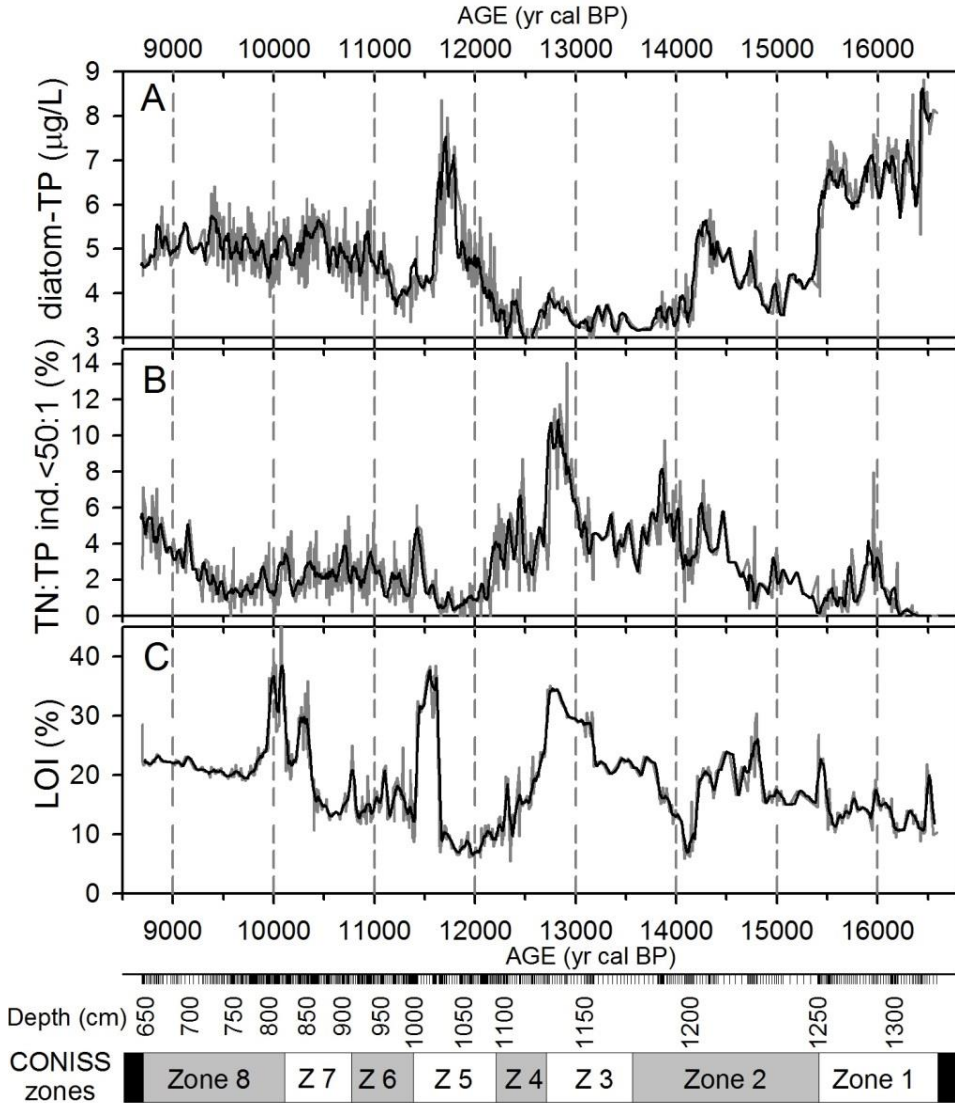 AGE (yr cal BP)
9000 10000 11000 12000 13000 14000 15000 16000
A
diatom-TP (µg/L)
9
8
7
6
5
4
3
B
TN:TP ind.<50:1 (%)
14
12
10
8
6
4
2
0
C
LOI (%)
40
30
20
10
0
9000 10000 11000 12000 13000 14000 15000 16000
AGE (yr cal BP)
Depth (cm) 650 700 750 800 850 900 950 1000 1050 1100 1150 1200 1250 1300
CONISS
zones
Zone 8 Z 7 Z 6 Z 5 Z 4 Z 3 Zone 2 Zone 1